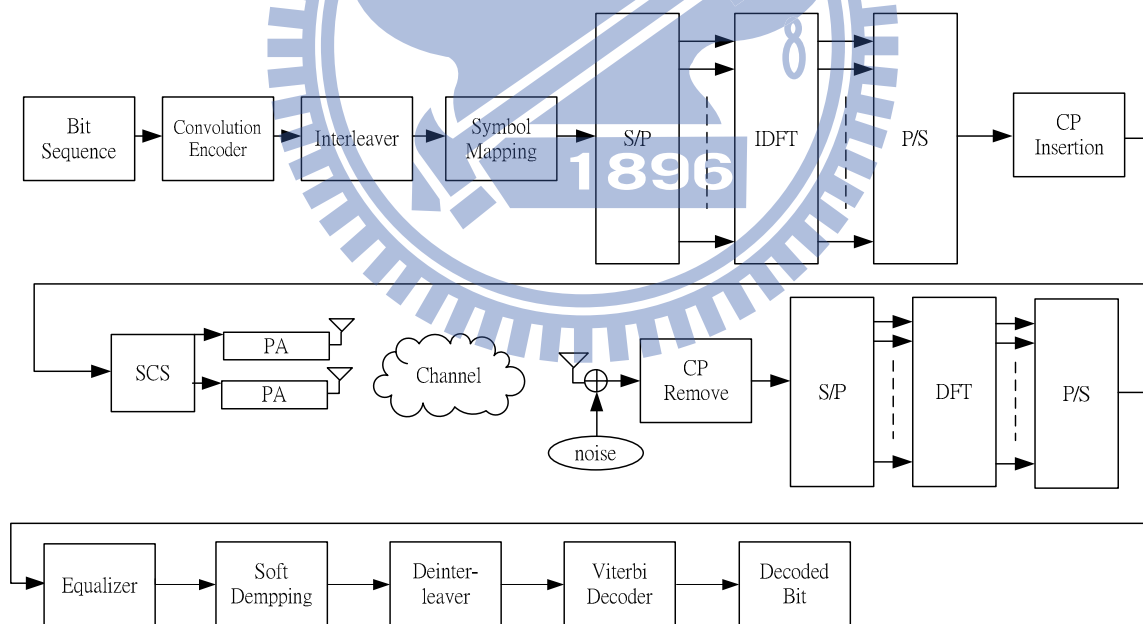 Bit
Sequence
Convolution
Encoder
Interleaver
Symbol
Mapping
S/P
IDFT
P/S
CP
Insertion
8
1896
SCS
PA
PA
Channel
noise
CP
Remove
S/P
DFT
P/S
Equalizer
Soft
Dempping
Deinter-
leaver
Viterbi
Decoder
Decoded
Bit